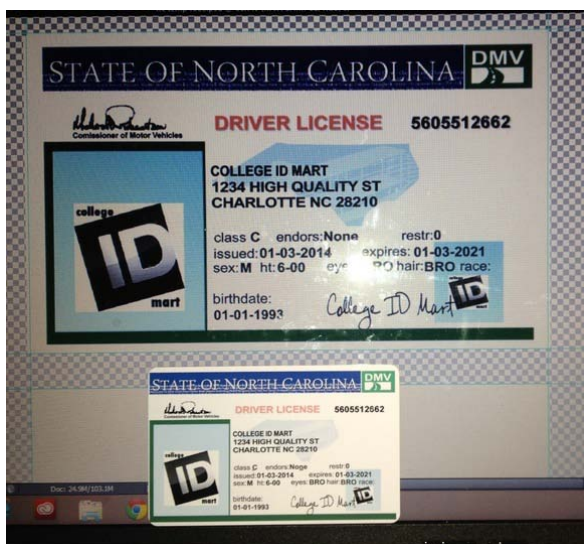 STATE OF NORTH CAROLINA DMV
Comissioner of Motor Vehicles
DRIVER LICENSE 5605512662
COLLEGE ID MART
1234 HIGH QUALITY ST
CHARLOTTE NC 28210
class C endors:None restr:0
issued:01-03-2014 expires: 01-03-2021
sex:M ht:6-00 BRO hair:BRO race:
birthdate:
01-01-1993
College ID Mart
ID
college
ID
mart
STATE OF NORTH CAROLINA DMV
DRIVER LICENSE 5605512662
COLLEGE ID MART
1234 HIGH QUALITY ST
CHARLOTTE NC 28210
class C endors:None restr:0
issued:01-03-2014 expires: 01-03-2021
sex:M ht:6-00 eyes: BRO hair:BRO race:
birthdate:
01-01-1993
College ID Mart
ID
college
ID
mart
Doc: 24.9M/103.1M